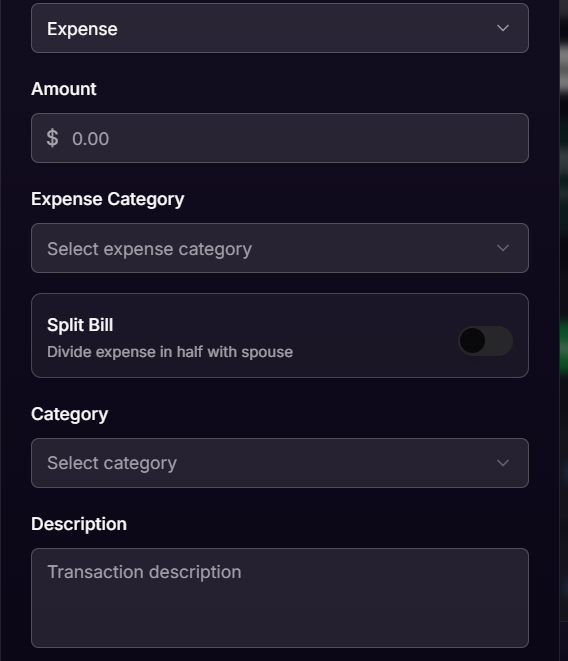 Expense
Amount
$ 0.00
Expense Category
Select expense category
Split Bill
Divide expense in half with spouse
Category
Select category
Description
Transaction description